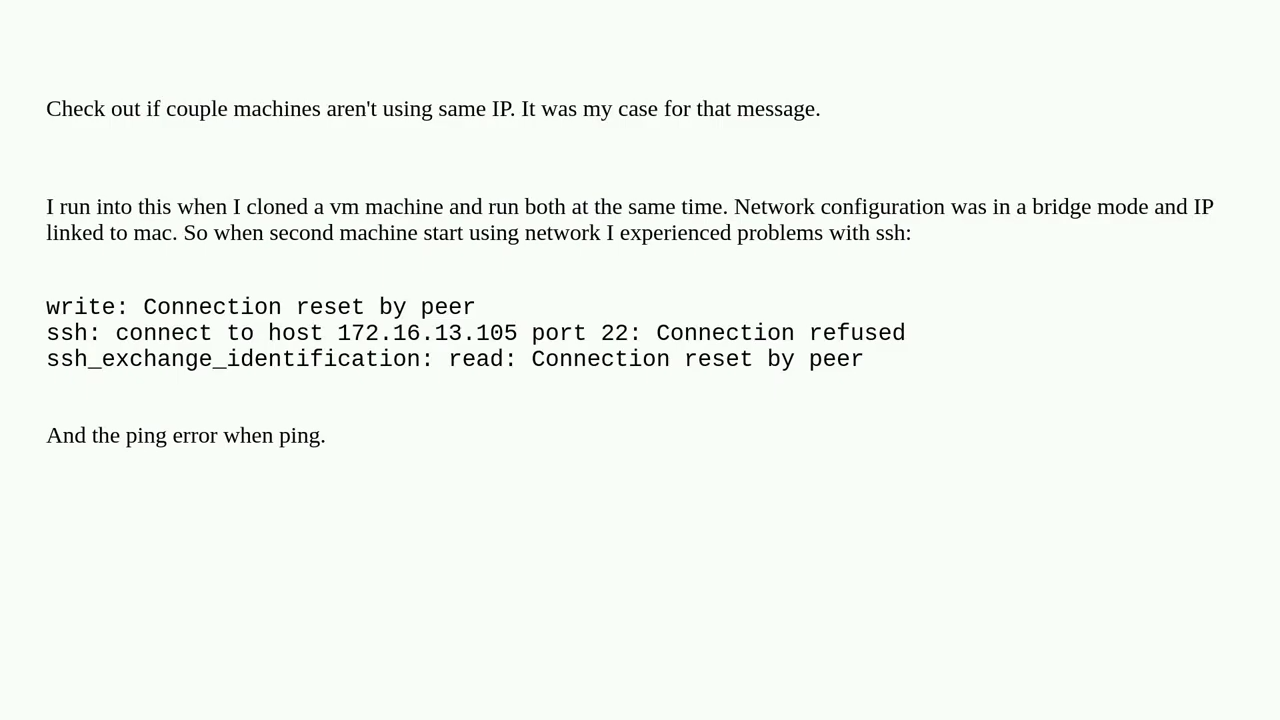 Check out if couple machines aren't using same IP. It was my case for that message.
I run into this when I cloned a vm machine and run both at the same time. Network configuration was in a bridge mode and IP
linked to mac. So when second machine start using network I experienced problems with ssh:
write: Connection reset by peer
ssh: connect to host 172.16.13.105 port 22: Connection refused
ssh_exchange_identification: read: Connection reset by peer
And the ping error when ping.